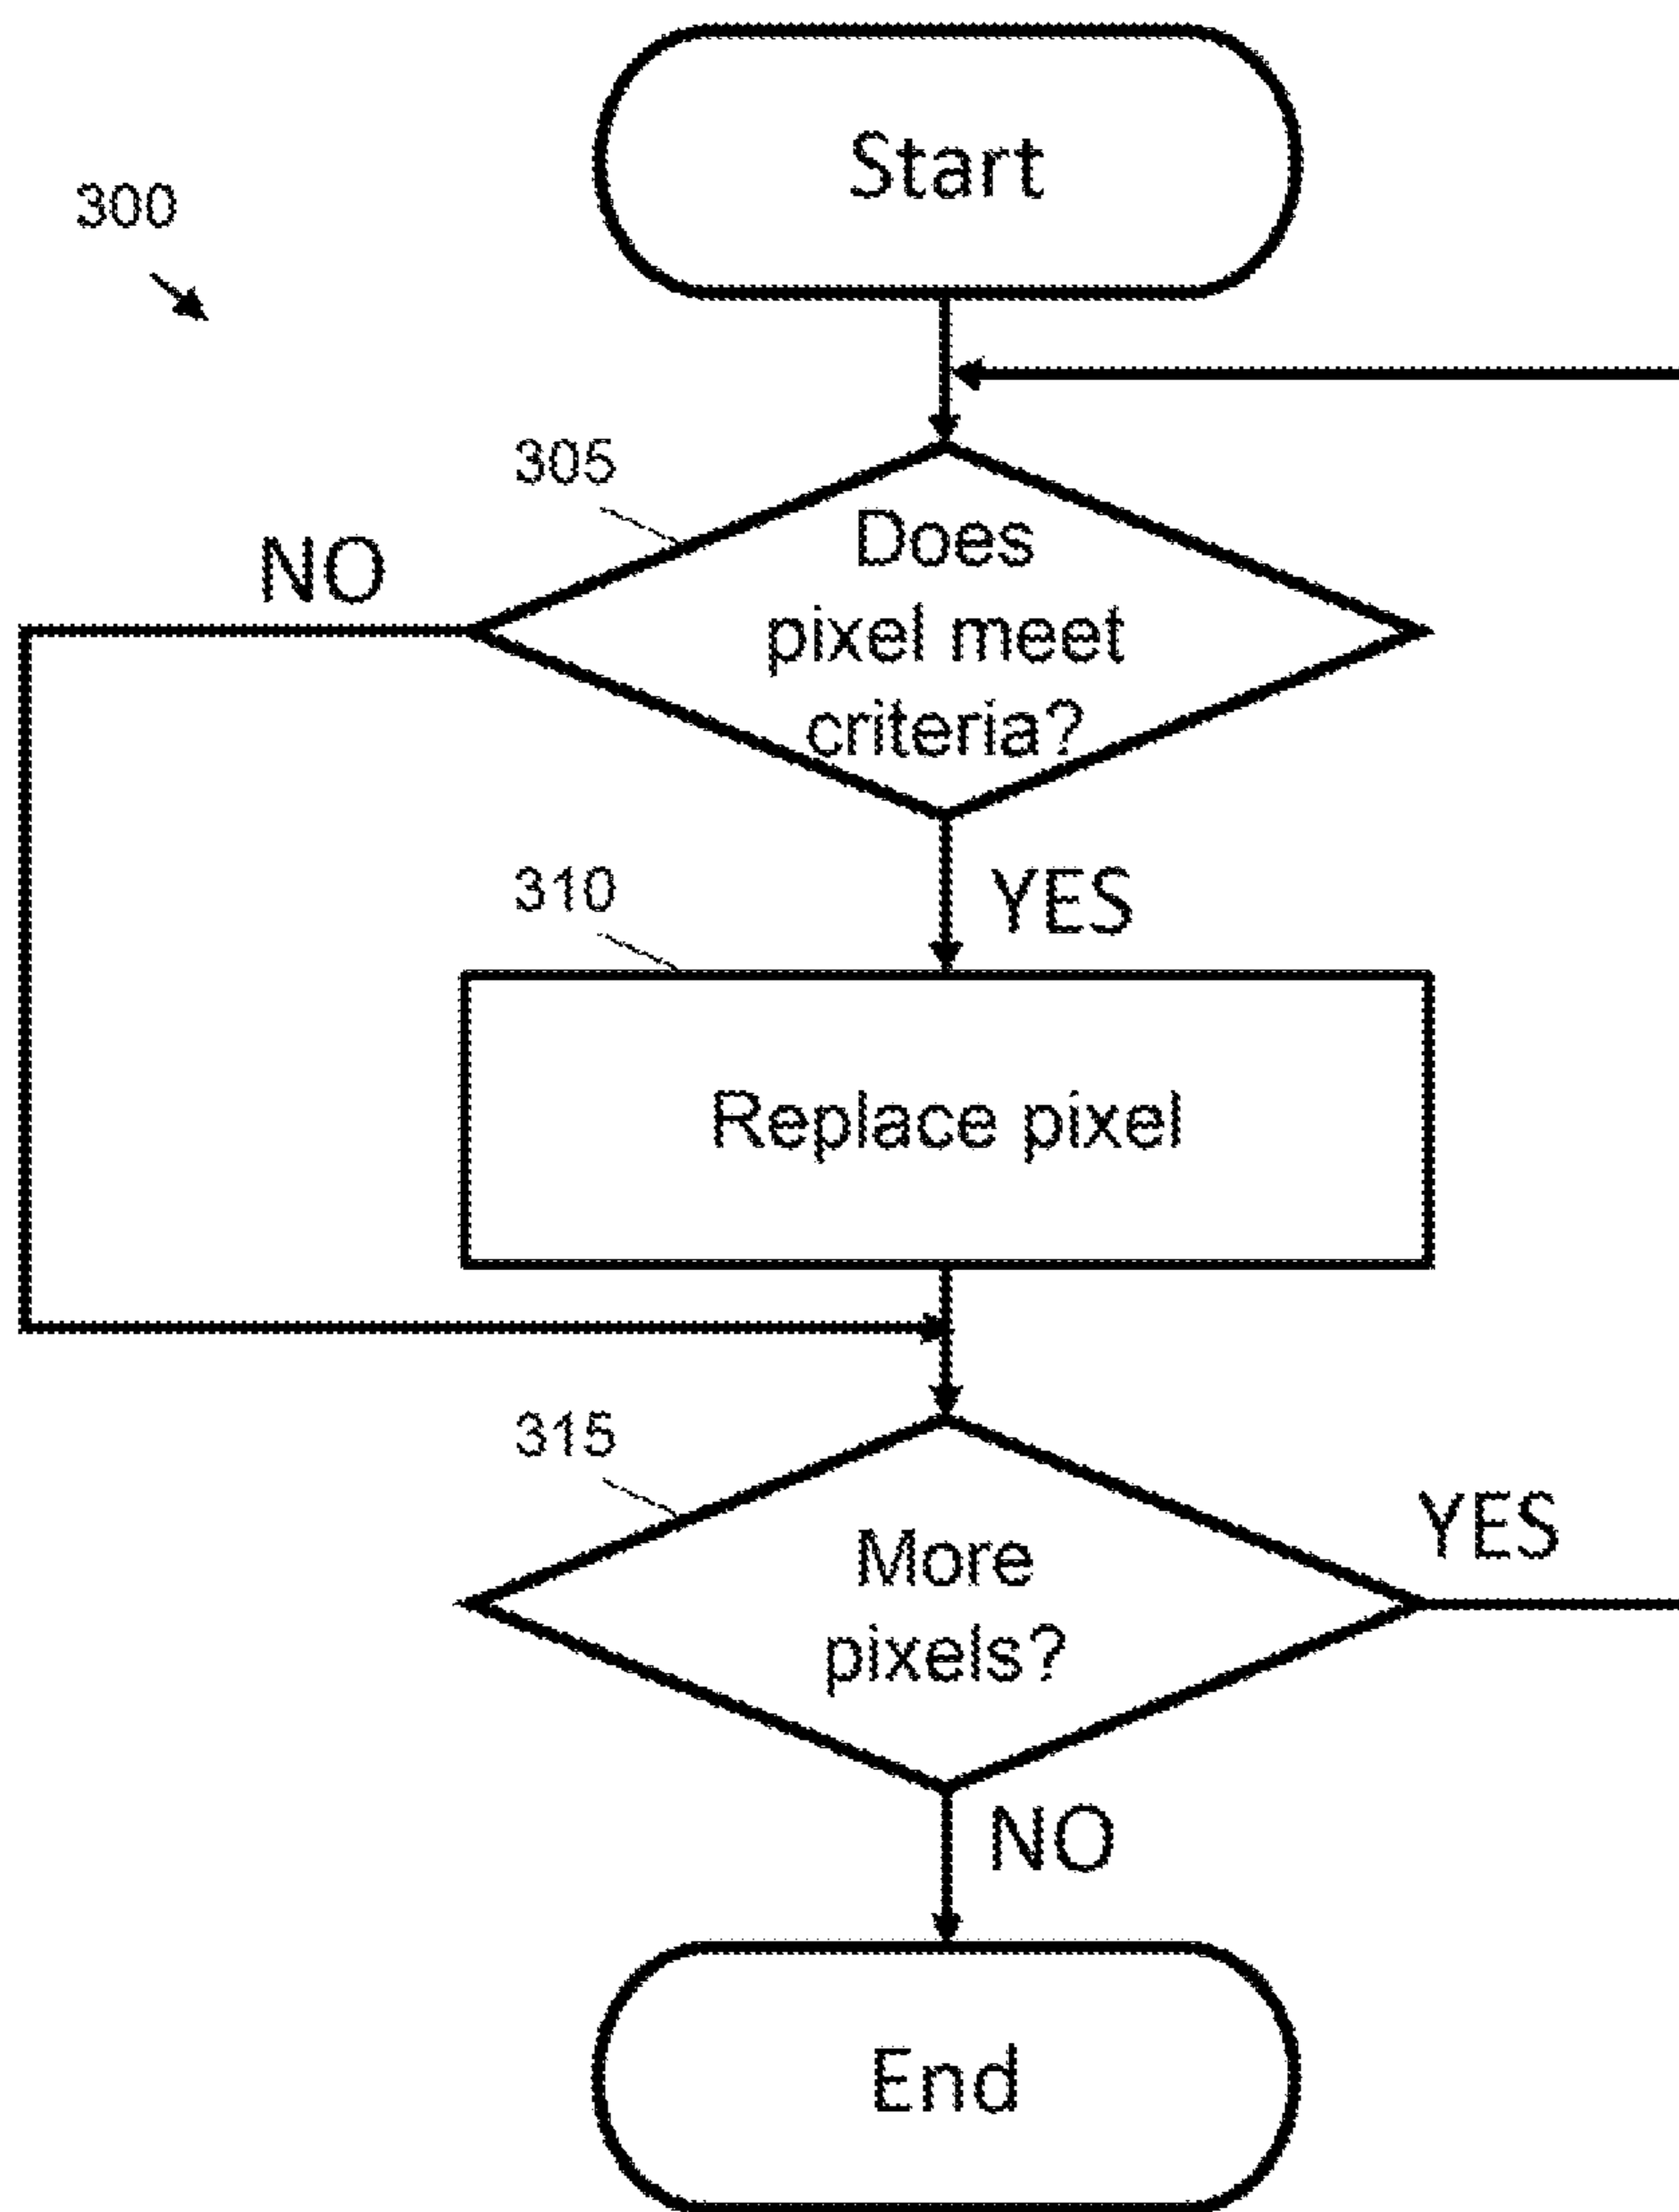 Start
300
305
NO
Does
pixel meet
criteria?
310
YES
Replace pixel
315
YES
More
pixels?
NO
End